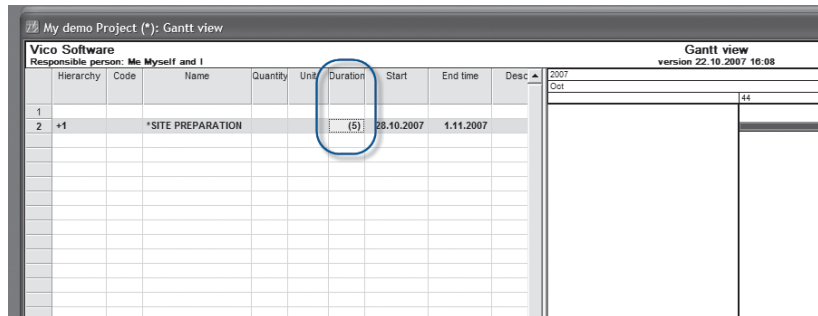 My demo Project (*): Gantt view
Vico Software
Responsible person: Me Myself and I
Gantt view
version 22.10.2007 16:08
Hierarchy Code Name Quantity Unit Duration Start End time Desc
2007
Oct
44
1
2 +1 *SITE PREPARATION (5) 28.10.2007 1.11.2007